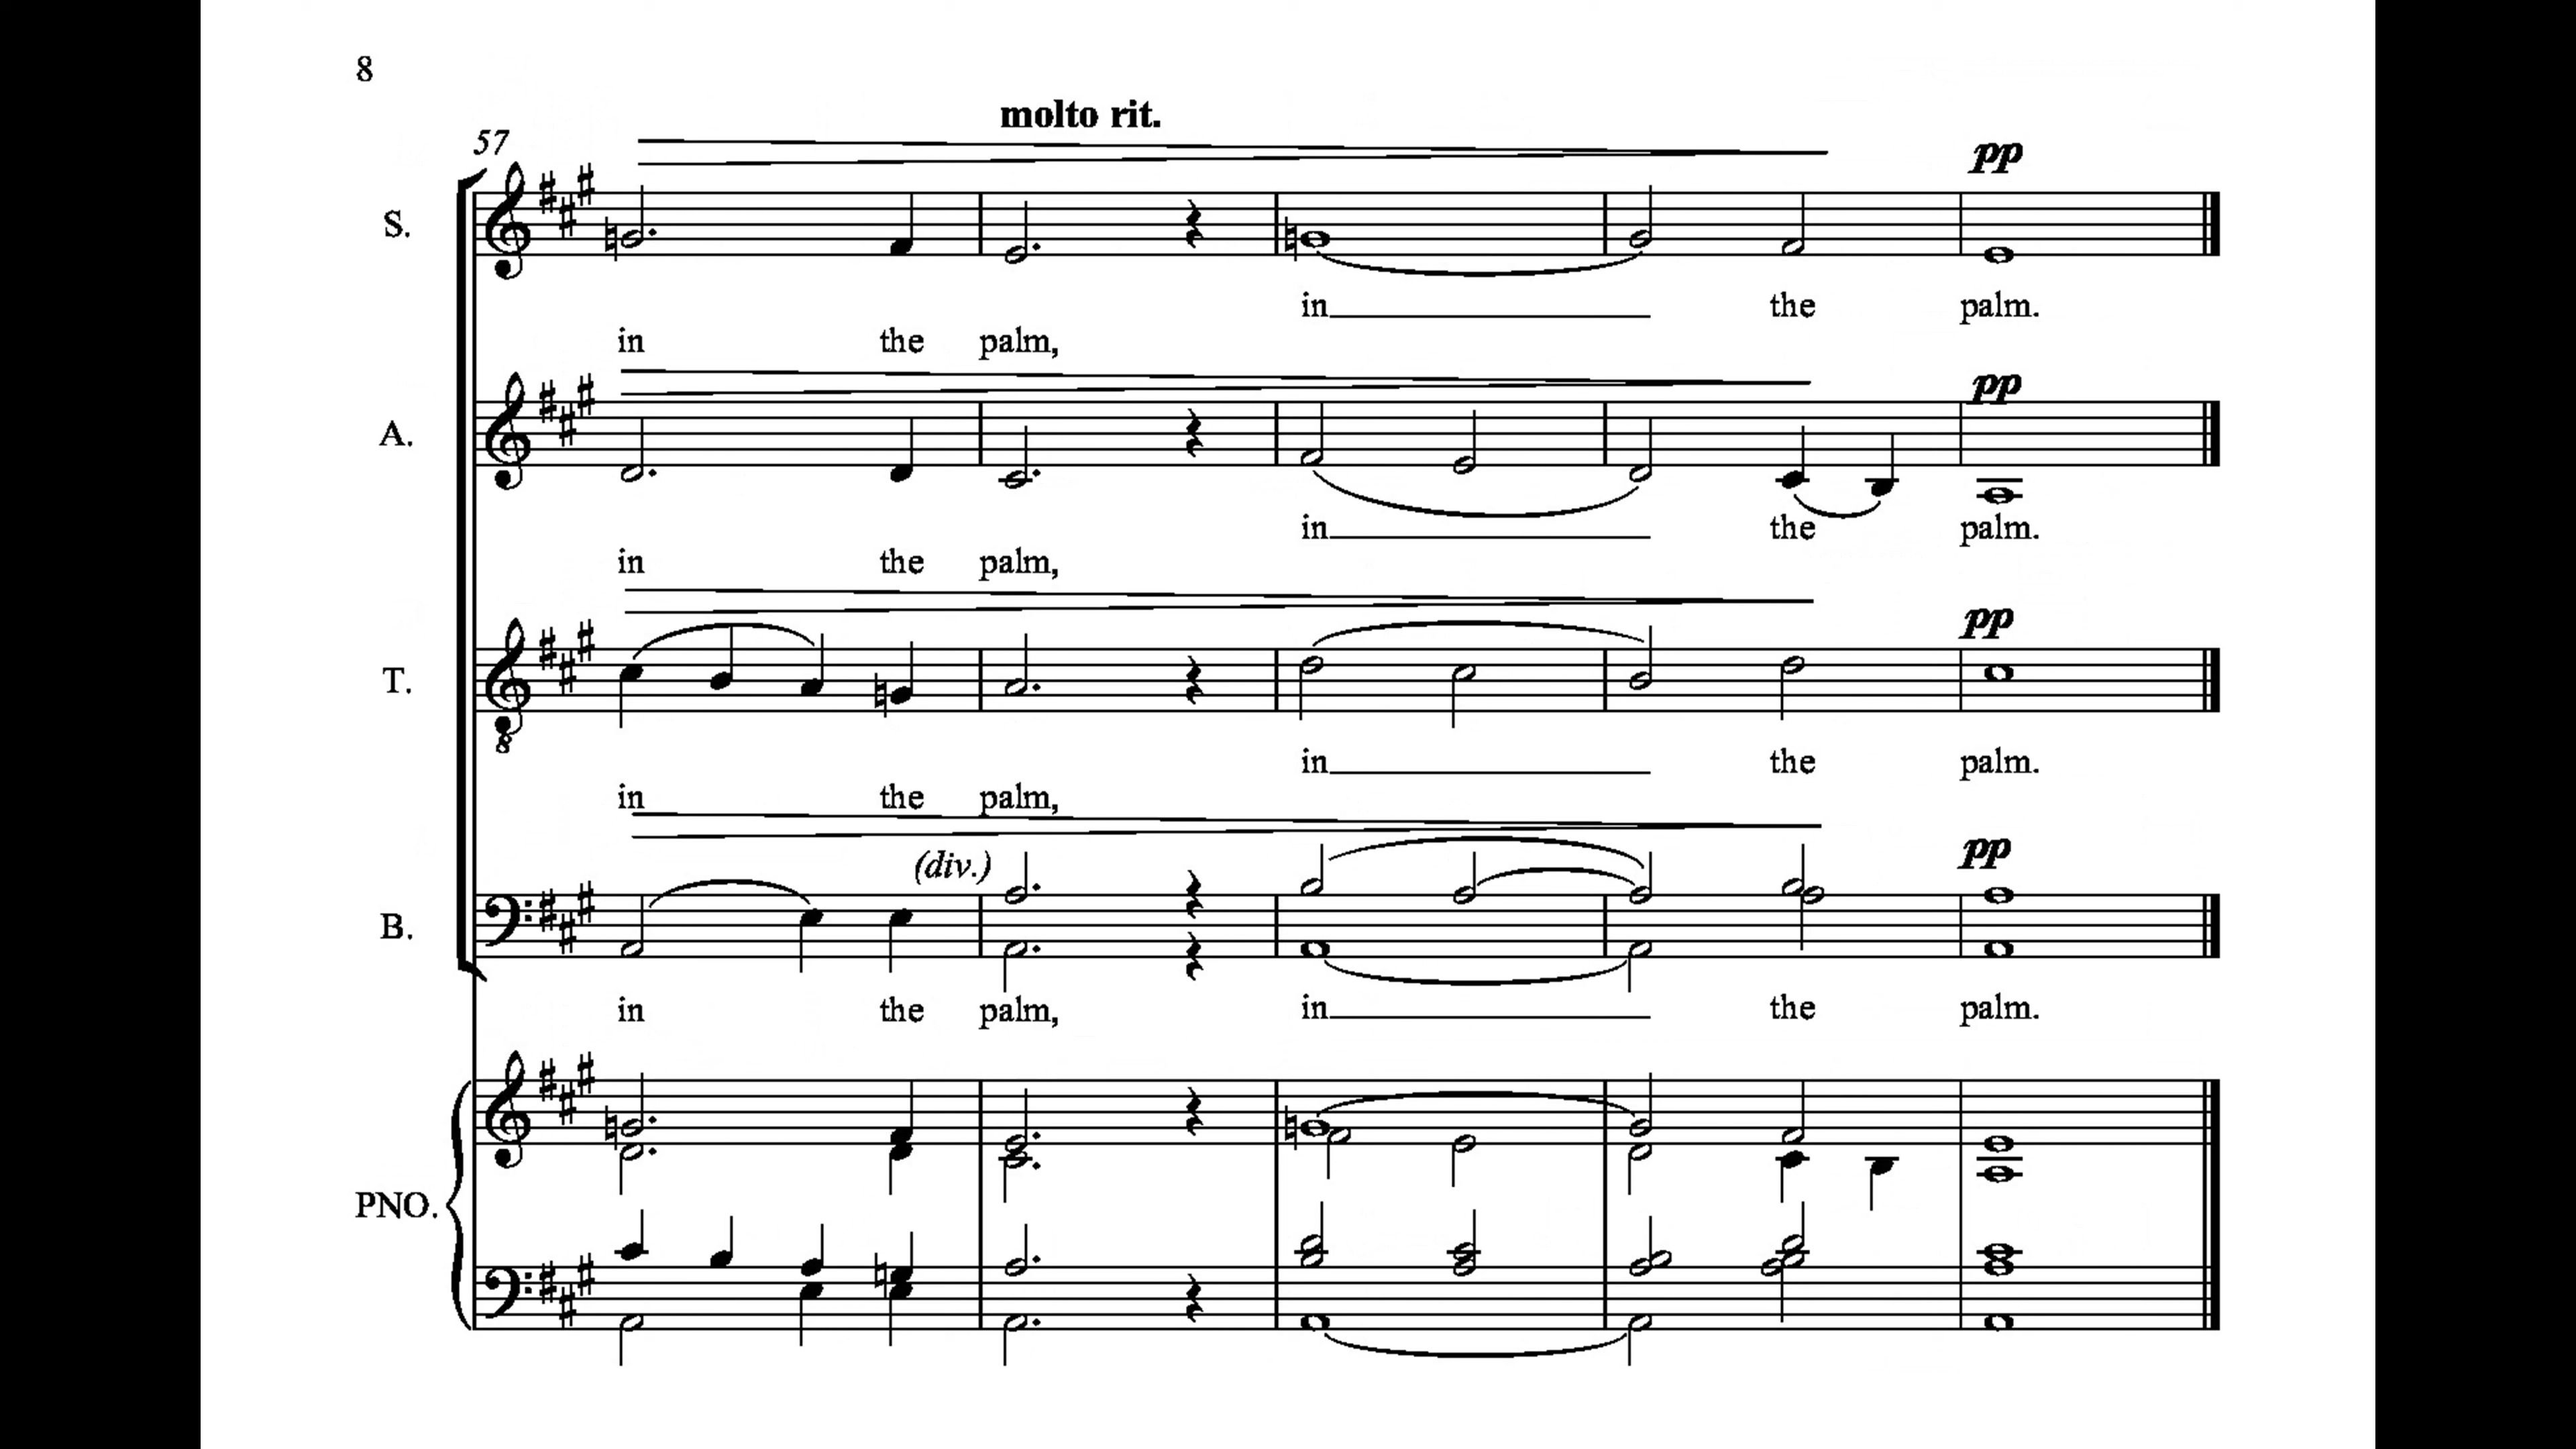 8
molto rit.
57
pp
S.
in the palm.
in the palm,
pp
A.
in the palm.
in the palm,
pp
T.
8
in the palm.
in the palm,
(div.)
pp
B.
in the palm, in the palm.
PNO.